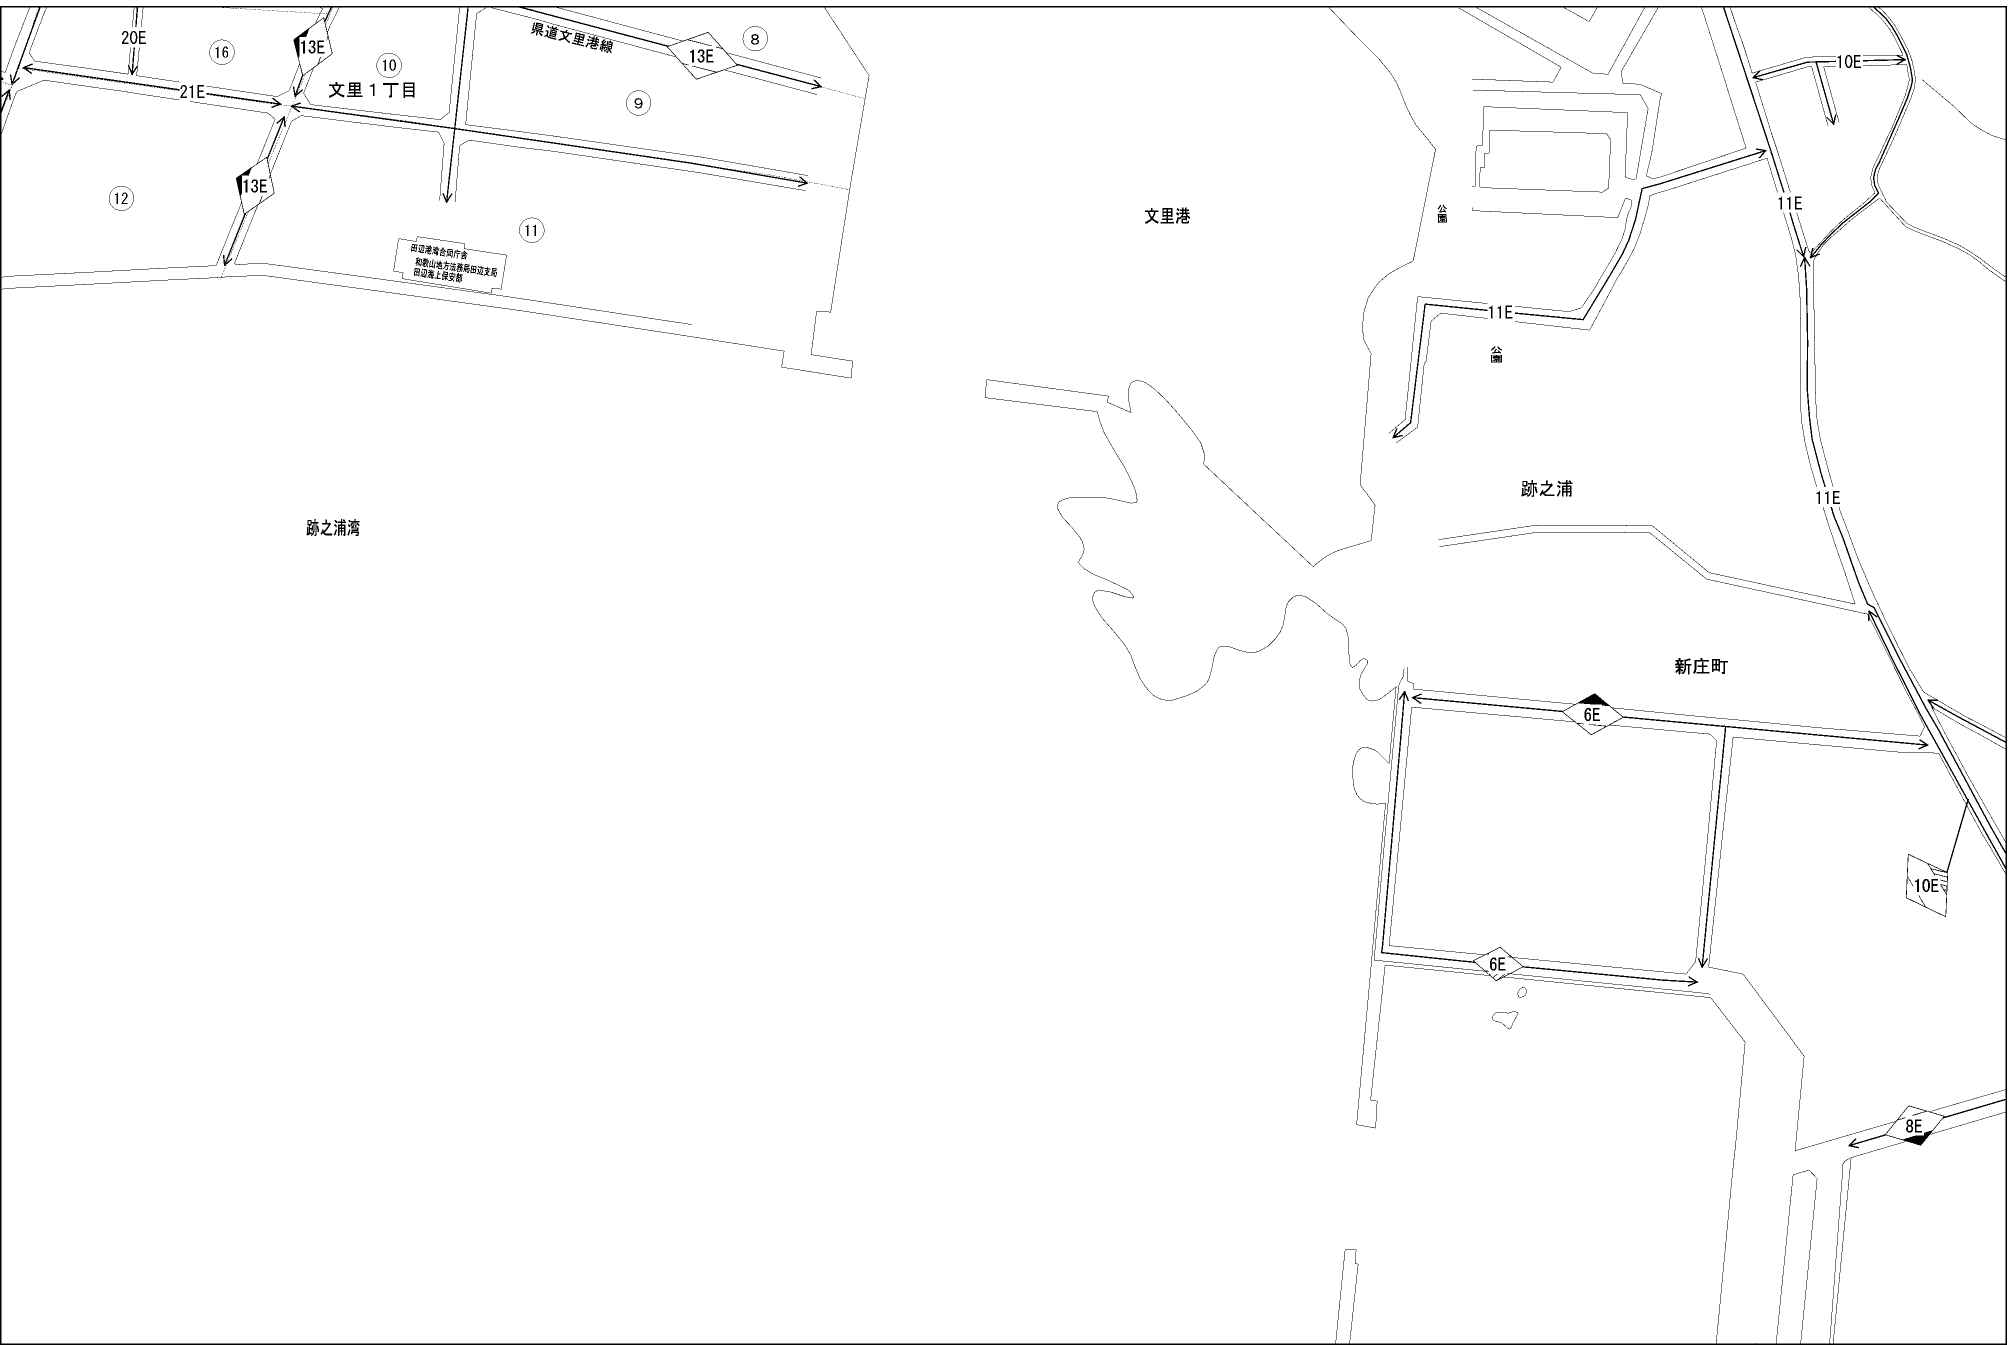 20E
16
13E
10
県道文里港線
13E
8
10E
文里1丁目
21E
9
13E
12
11
文里港
公園
11E
田辺港湾合同庁舎
和歌山地方法務局田辺支局
田辺海上保安部
11E
公園
跡之浦
11E
跡之浦湾
新庄町
6E
10E
6E
8E